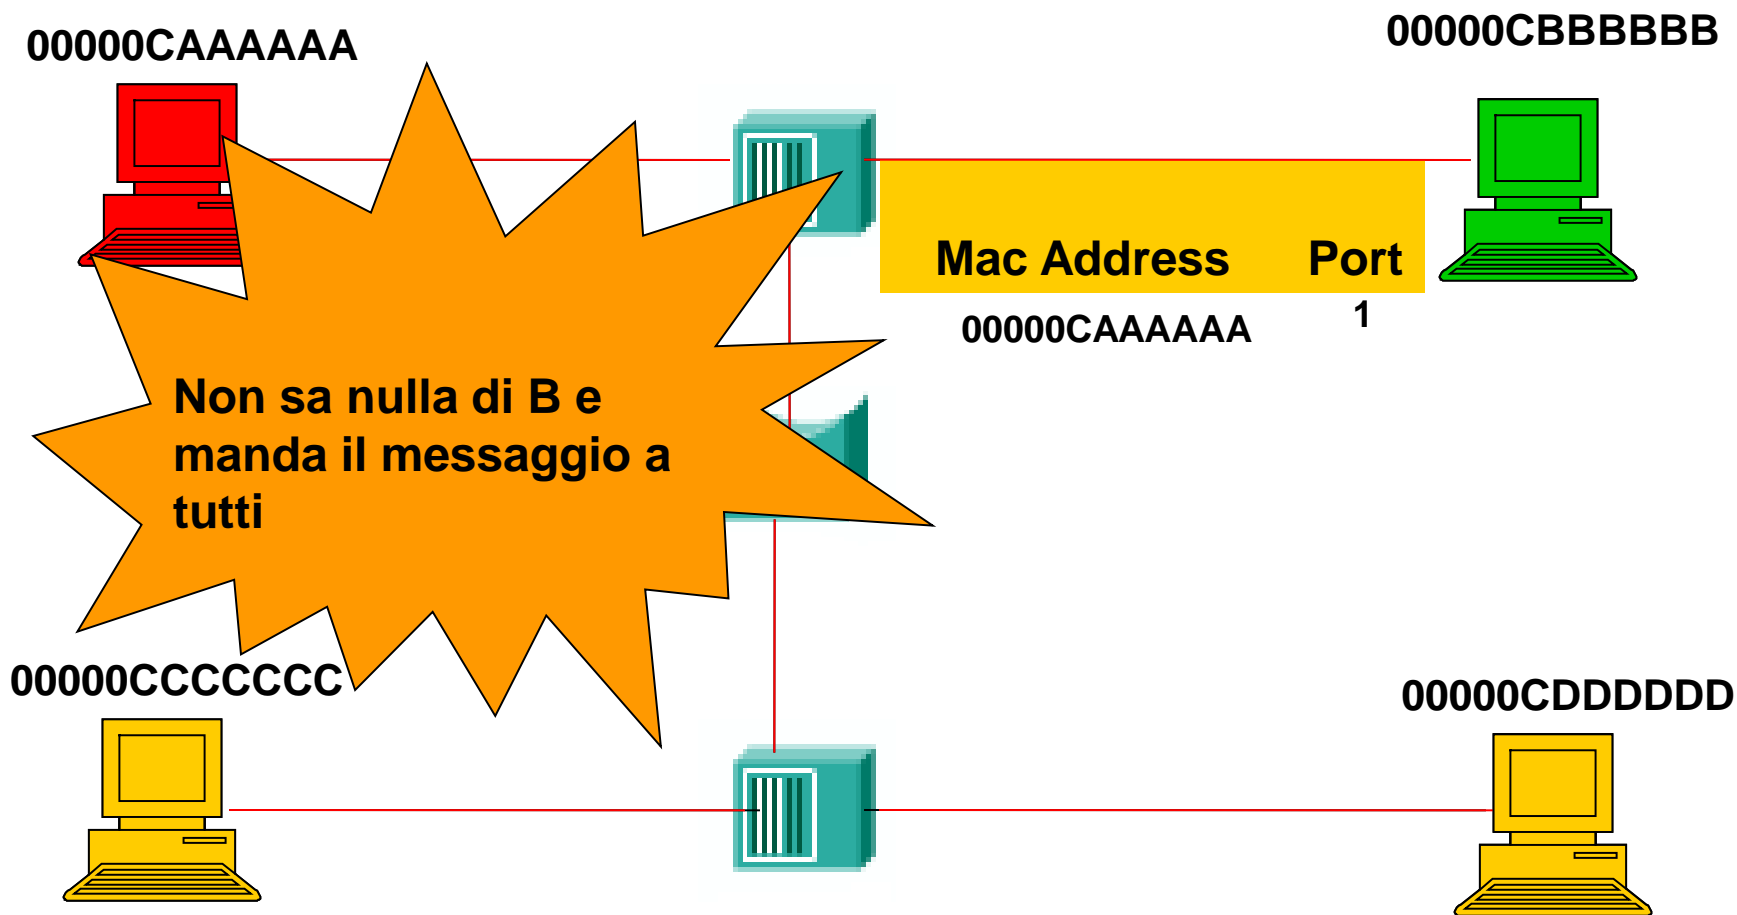 00000CAAAAAA
00000CBBBBBB
Mac Address Port
00000CAAAAAA 1
Non sa nulla di B e
manda il messaggio a
tutti
00000CCCCCCC
00000CDDDDDD